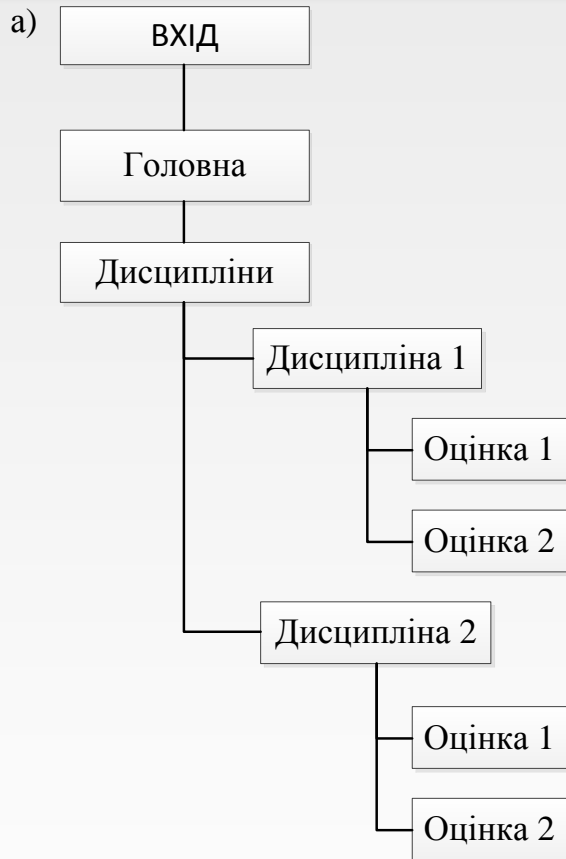 а)
ВХІД
Головна
Дисципліни
Дисципліна 1
Оцінка 1
Оцінка 2
Дисципліна 2
Оцінка 1
Оцінка 2